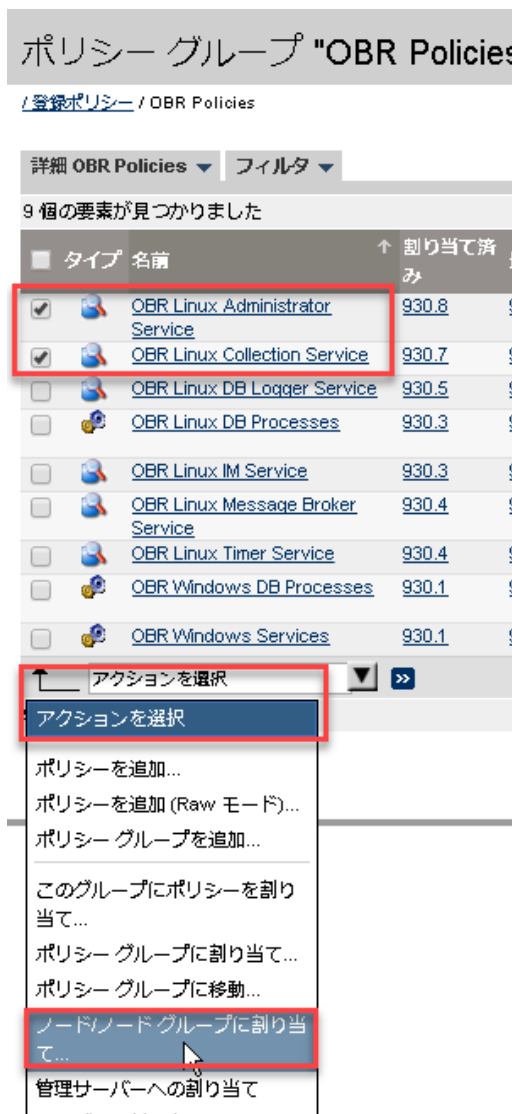 ポリシー グループ "OBR Policies
/ 登録ポリシー / OBR Policies
詳細 OBR Policies フィルタ
9 個の要素が見つかりました
タイプ 名前 ↑ 割り当て済
み
OBR Linux Administrator 930.8
Service
OBR Linux Collection Service 930.7
OBR Linux DB Logger Service 930.5
OBR Linux DB Processes 930.3
OBR Linux IM Service 930.3
OBR Linux Message Broker 930.4
Service
OBR Linux Timer Service 930.4
OBR Windows DB Processes 930.1
OBR Windows Services 930.1
アクションを選択
アクションを選択
ポリシーを追加...
ポリシーを追加 (Raw モード)...
ポリシー グループを追加...
このグループにポリシーを割り
当て...
ポリシー グループに割り当て...
ポリシー グループに移動...
ノード/ノード グループに割り当
て...
管理サーバーへの割り当て